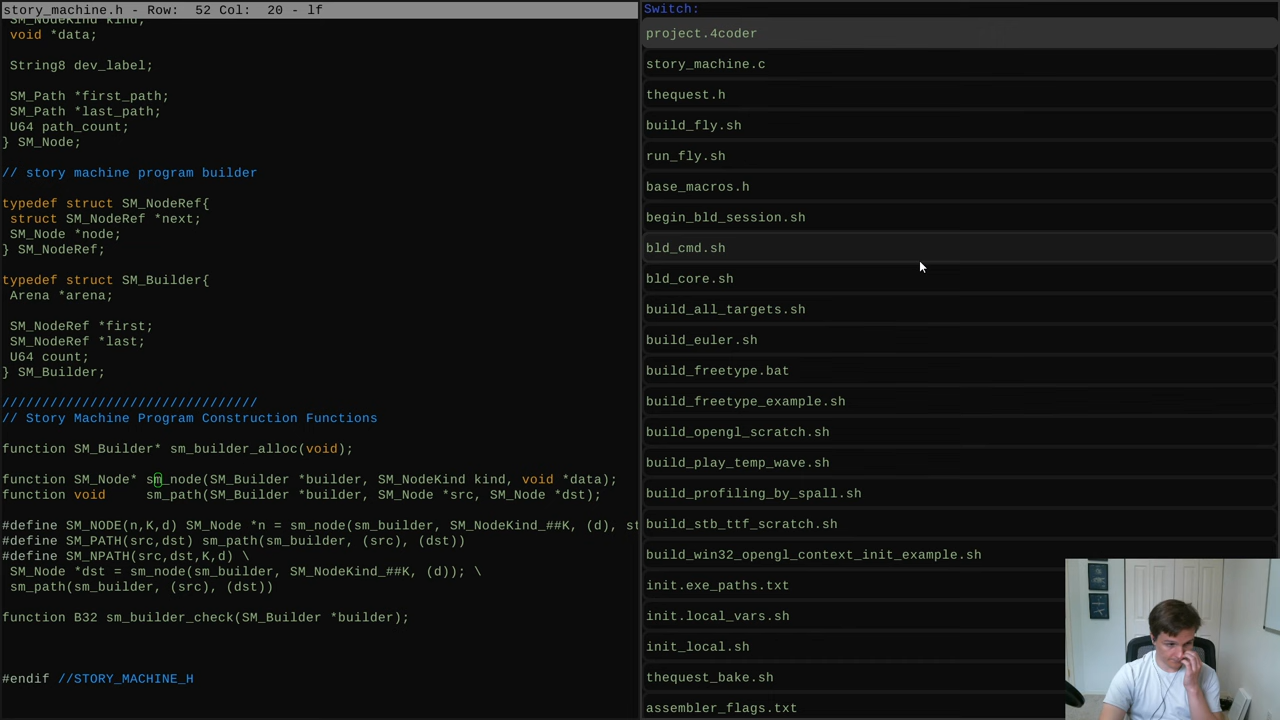 story_machine.h - Row:  52 Col:  20 - lf
SM_NodeKind kind;
void *data;
String8 dev_label;
SM_Path *first_path;
SM_Path *last_path;
U64 path_count;
} SM_Node;
// story machine program builder
typedef struct SM_NodeRef{
struct SM_NodeRef *next;
SM_Node *node;
} SM_NodeRef;
typedef struct SM_Builder{
Arena *arena;
SM_NodeRef *first;
SM_NodeRef *last;
U64 count;
} SM_Builder;
////////////////////////////////
// Story Machine Program Construction Functions
function SM_Builder* sm_builder_alloc(void);
function SM_Node* sm_node(SM_Builder *builder, SM_NodeKind kind, void *data);
function void     sm_path(SM_Builder *builder, SM_Node *src, SM_Node *dst);
#define SM_NODE(n,K,d) SM_Node *n = sm_node(sm_builder, SM_NodeKind_##K, (d), st
#define SM_PATH(src,dst) sm_path(sm_builder, (src), (dst))
#define SM_NPATH(src,dst,K,d) \
SM_Node *dst = sm_node(sm_builder, SM_NodeKind_##K, (d)); \
sm_path(sm_builder, (src), (dst))
function B32 sm_builder_check(SM_Builder *builder);
#endif //STORY_MACHINE_H
Switch:
project.4coder
story_machine.c
thequest.h
build_fly.sh
run_fly.sh
base_macros.h
begin_bld_session.sh
bld_cmd.sh
bld_core.sh
build_all_targets.sh
build_euler.sh
build_freetype.bat
build_freetype_example.sh
build_opengl_scratch.sh
build_play_temp_wave.sh
build_profiling_by_spall.sh
build_stb_ttf_scratch.sh
build_win32_opengl_context_init_example.sh
init.exe_paths.txt
init.local_vars.sh
init_local.sh
thequest_bake.sh
assembler_flags.txt